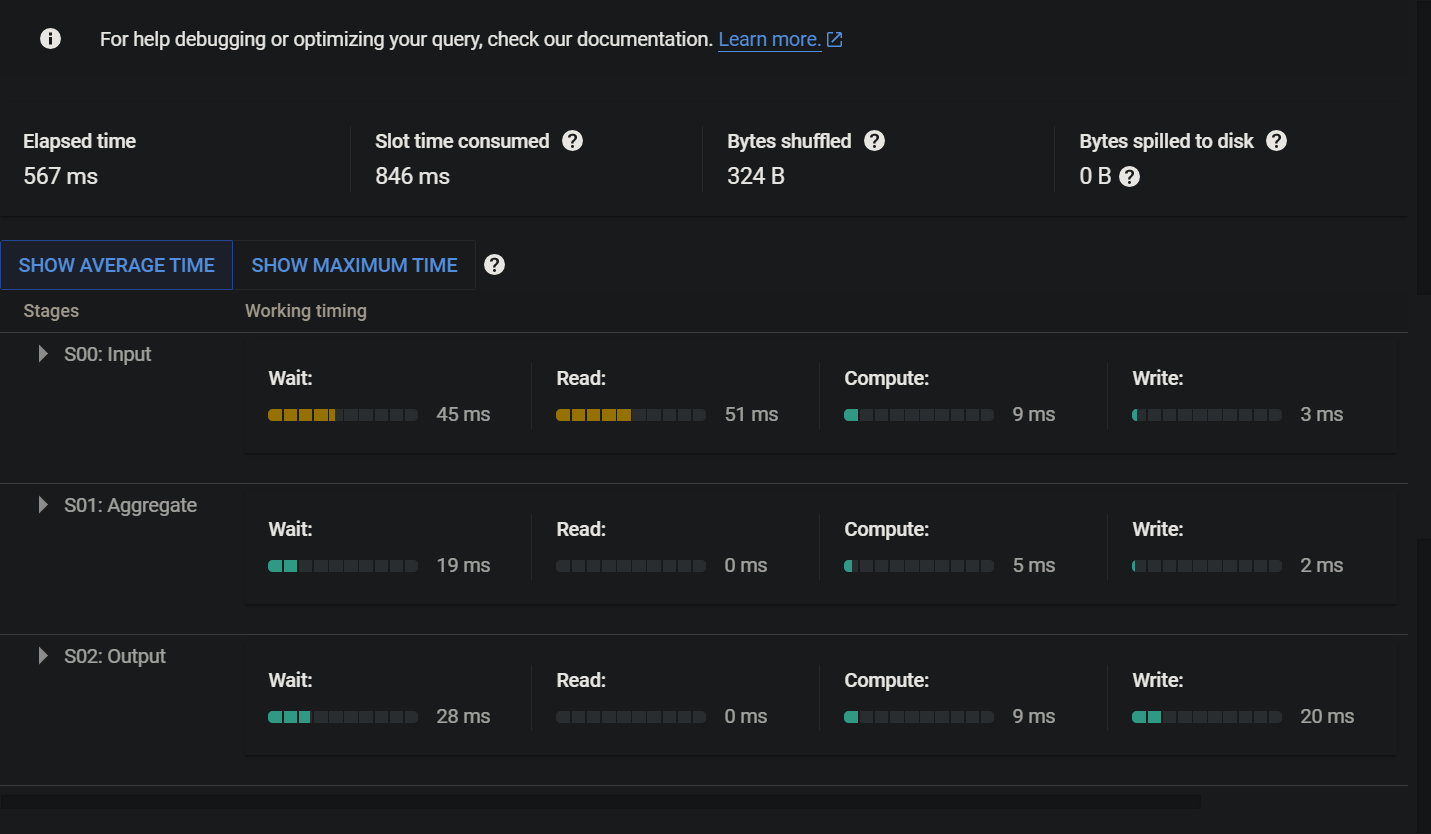 For help debugging or optimizing your query, check our documentation. Learn more.
Elapsed time
567 ms
Slot time consumed
846 ms
Bytes shuffled
324 B
Bytes spilled to disk
0 B
SHOW AVERAGE TIME
SHOW MAXIMUM TIME
Stages
Working timing
S00: Input
Wait:
45 ms
Read:
51 ms
Compute:
9 ms
Write:
3 ms
S01: Aggregate
Wait:
19 ms
Read:
0 ms
Compute:
5 ms
Write:
2 ms
S02: Output
Wait:
28 ms
Read:
0 ms
Compute:
9 ms
Write:
20 ms